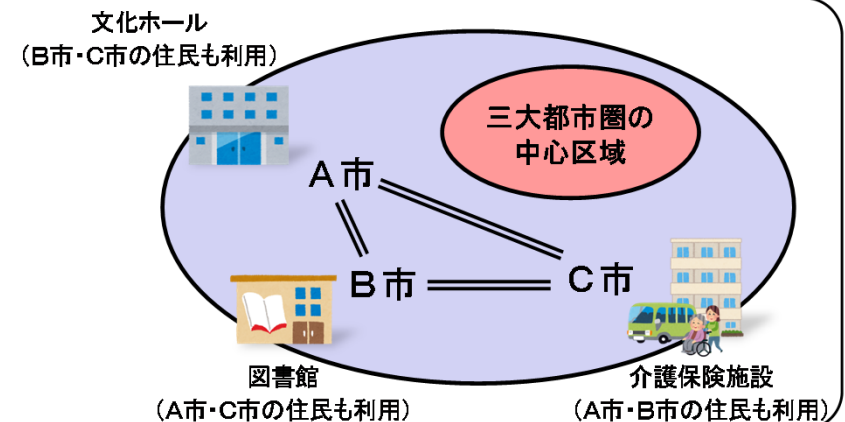 文化ホール
（B市・C市の住民も利用）
三大都市圏の
中心区域
A市
B市
C市
図書館
（A市・C市の住民も利用）
介護保険施設
（A市・B市の住民も利用）